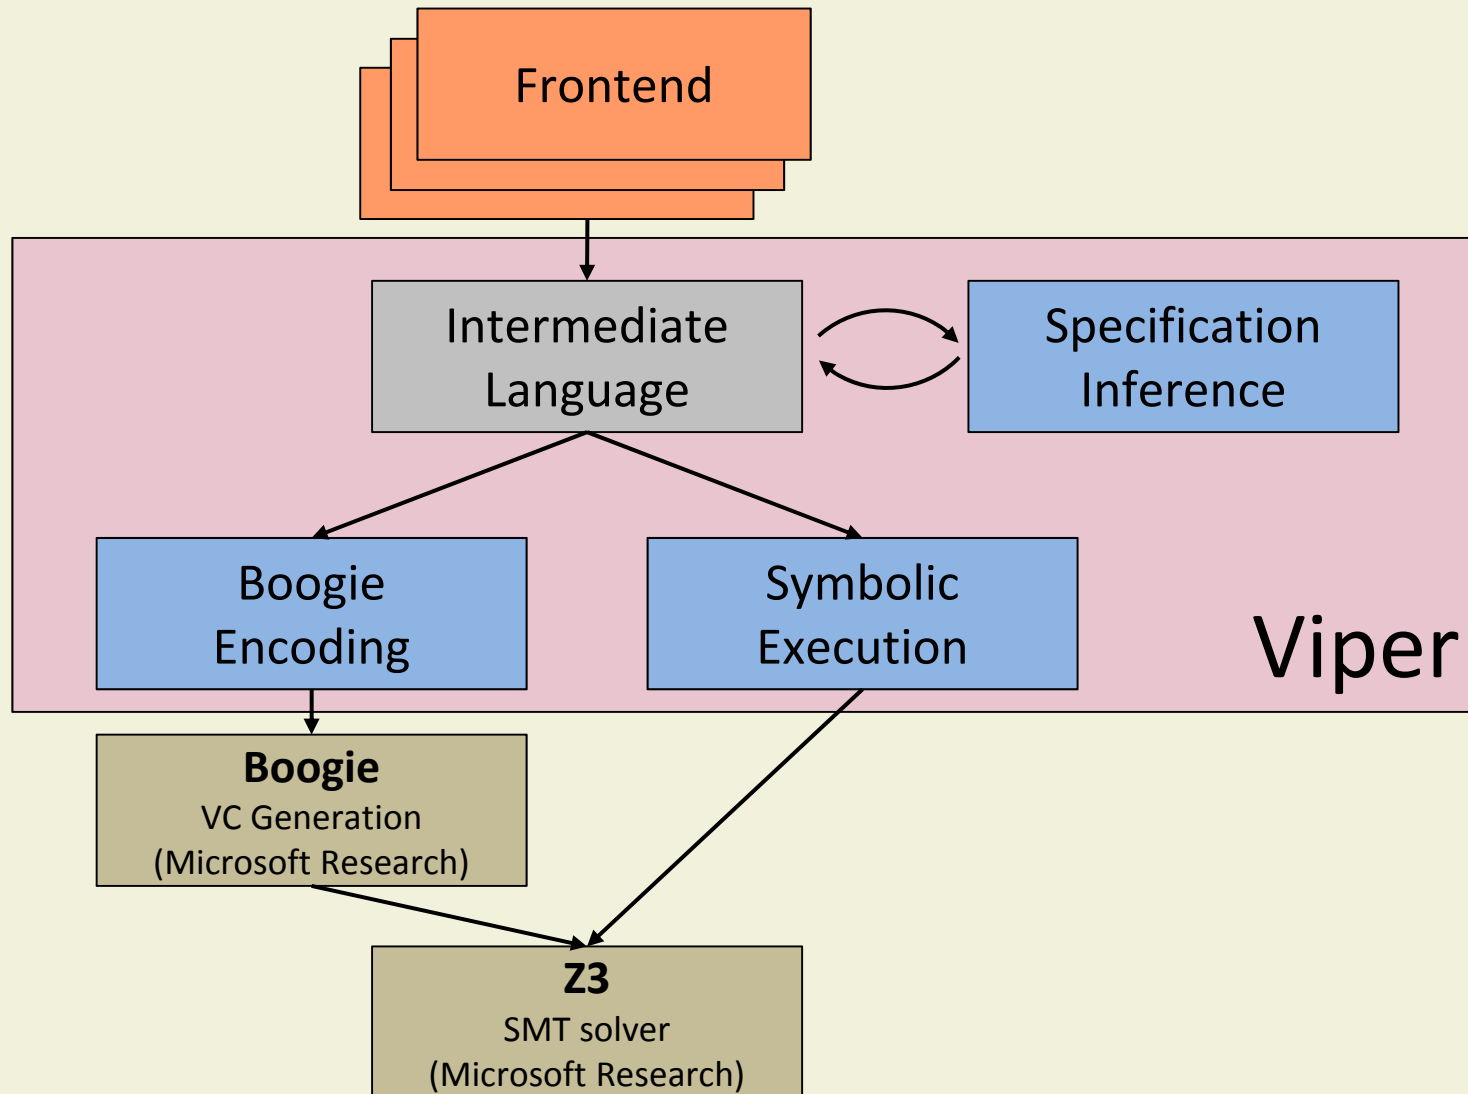 Frontend
Intermediate
Language
Specification
Inference
Boogie
Encoding
Symbolic
Execution
Viper
Boogie
VC Generation
(Microsoft Research)
Z3
SMT solver
(Microsoft Research)